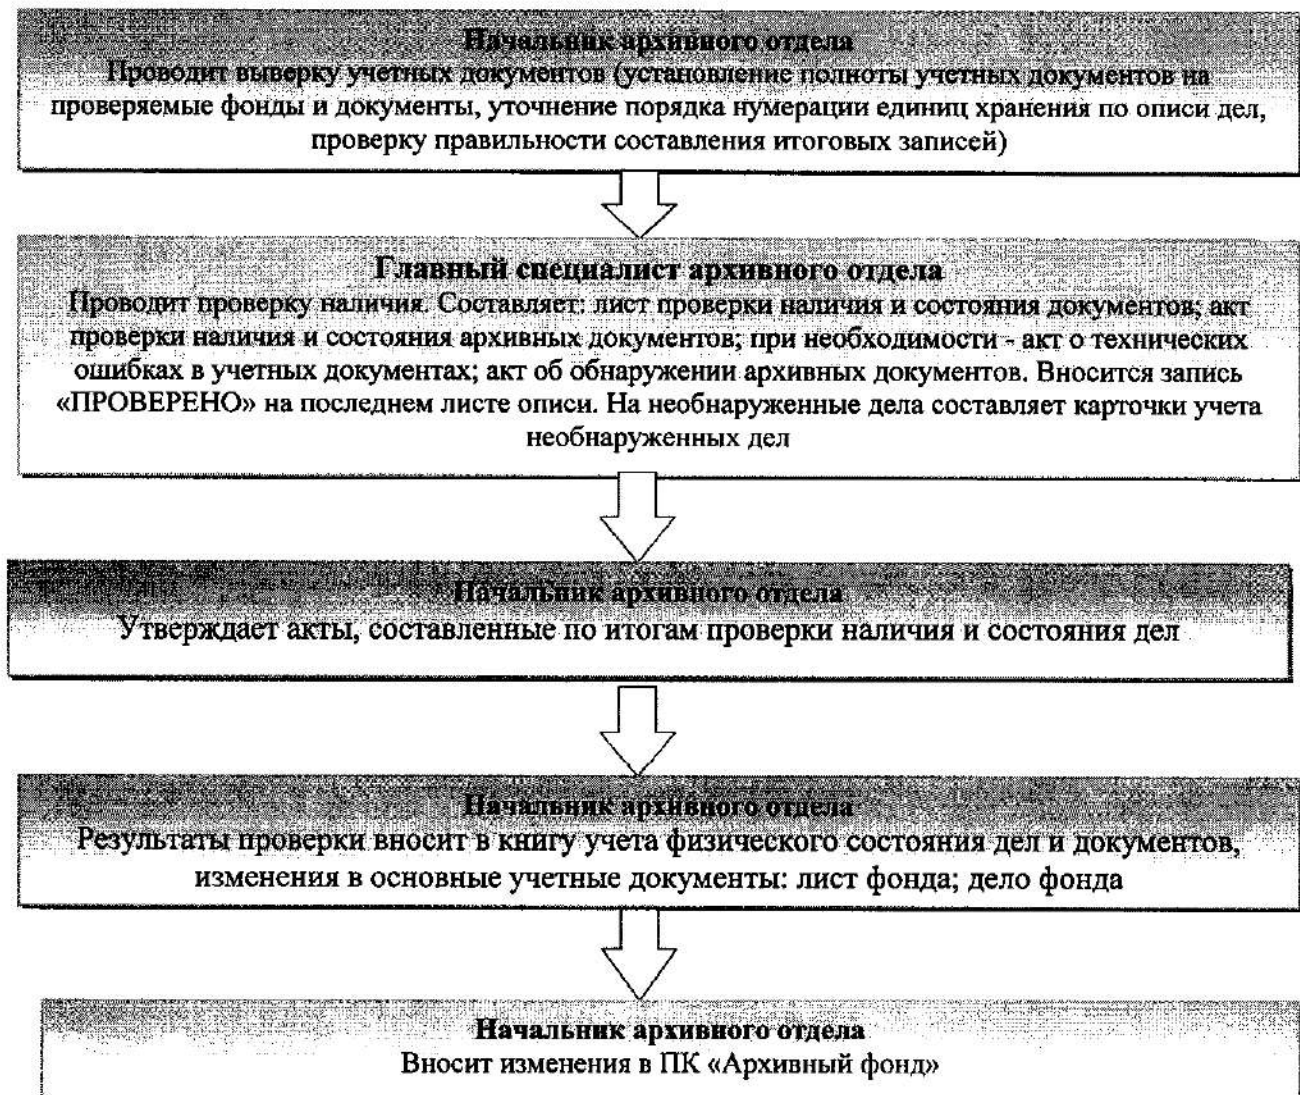 Начальник архивного отдела
Проводит выверку учетных документов (установление полноты учетных документов на
проверяемые фонды и документы, уточнение порядка нумерации единиц хранения по описи дел,
проверку правильности составления итоговых записей)
Главный специалист архивного отдела
Проводит проверку наличия. Составляет: лист проверки наличия и состояния документов; акт
проверки наличия и состояния архивных документов; при необходимости - акт о технических
ошибках в учетных документах; акт об обнаружении архивных документов. Вносится запись
«ПРОВЕРЕНО» на последнем листе описи. На необнаруженные дела составляет карточки учета
необнаруженных дел
Начальник архивного отдела
Утверждает акты, составленные по итогам проверки наличия и состояния дел
Начальник архивного отдела
Результаты проверки вносит в книгу учета физического состояния дел и документов,
изменения в основные учетные документы: лист фонда; дело фонда
Начальник архивного отдела
Вносит изменения в ПК «Архивный фонд»